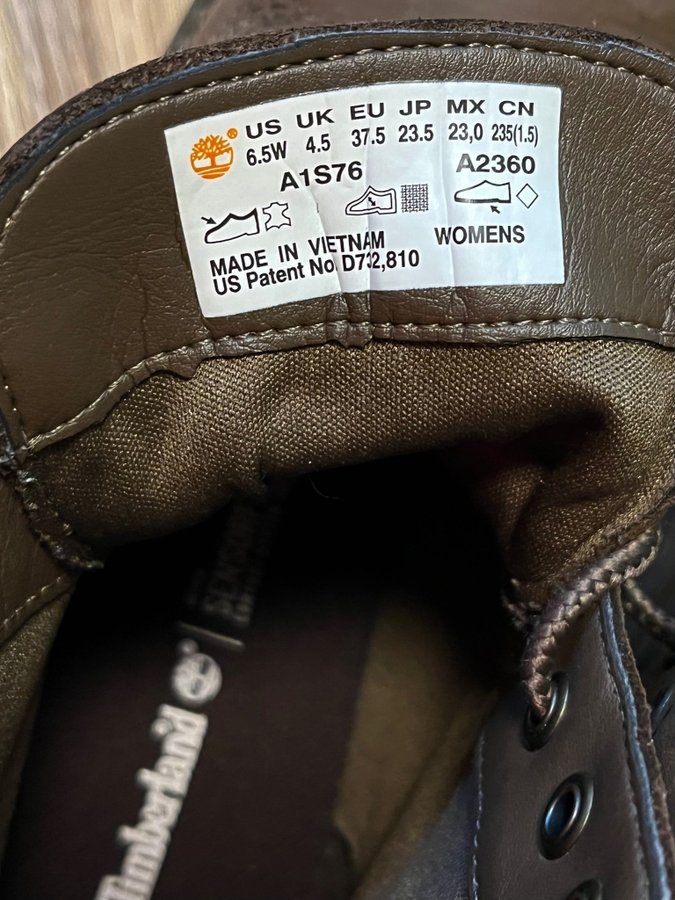 US UK EU JP MX CN
6.5W 4.5 37.5 23.5 23,0 235(1.5)
A1S76 A2360
MADE IN VIETNAM WOMENS
US Patent No. D732,810
Timberland